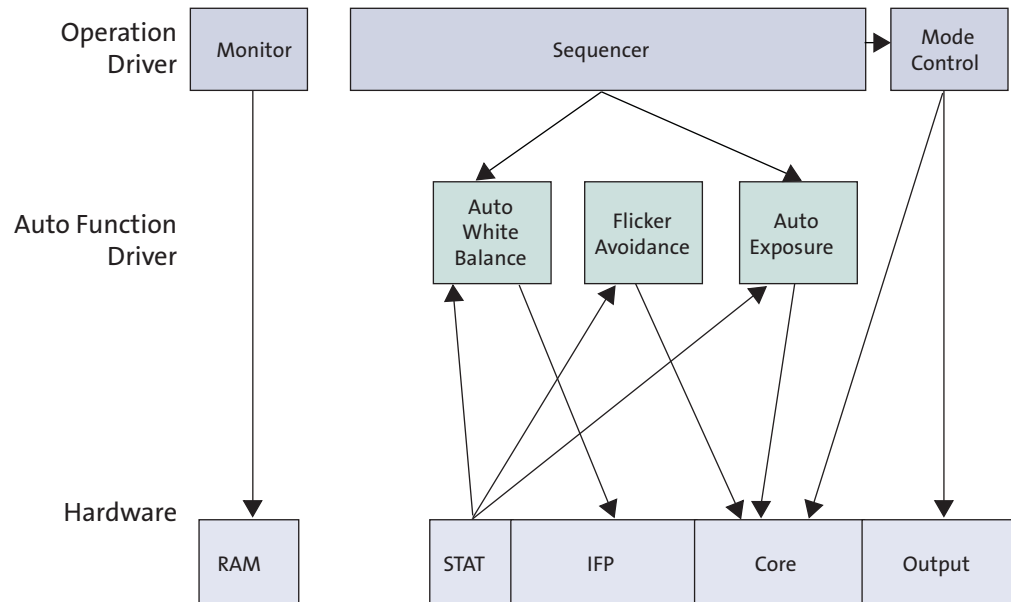 Operation
Driver
Monitor
Sequencer
Mode
Control
Auto Function
Driver
Auto
White
Balance
Flicker
Avoidance
Auto
Exposure
Hardware
RAM
STAT
IFP
Core
Output